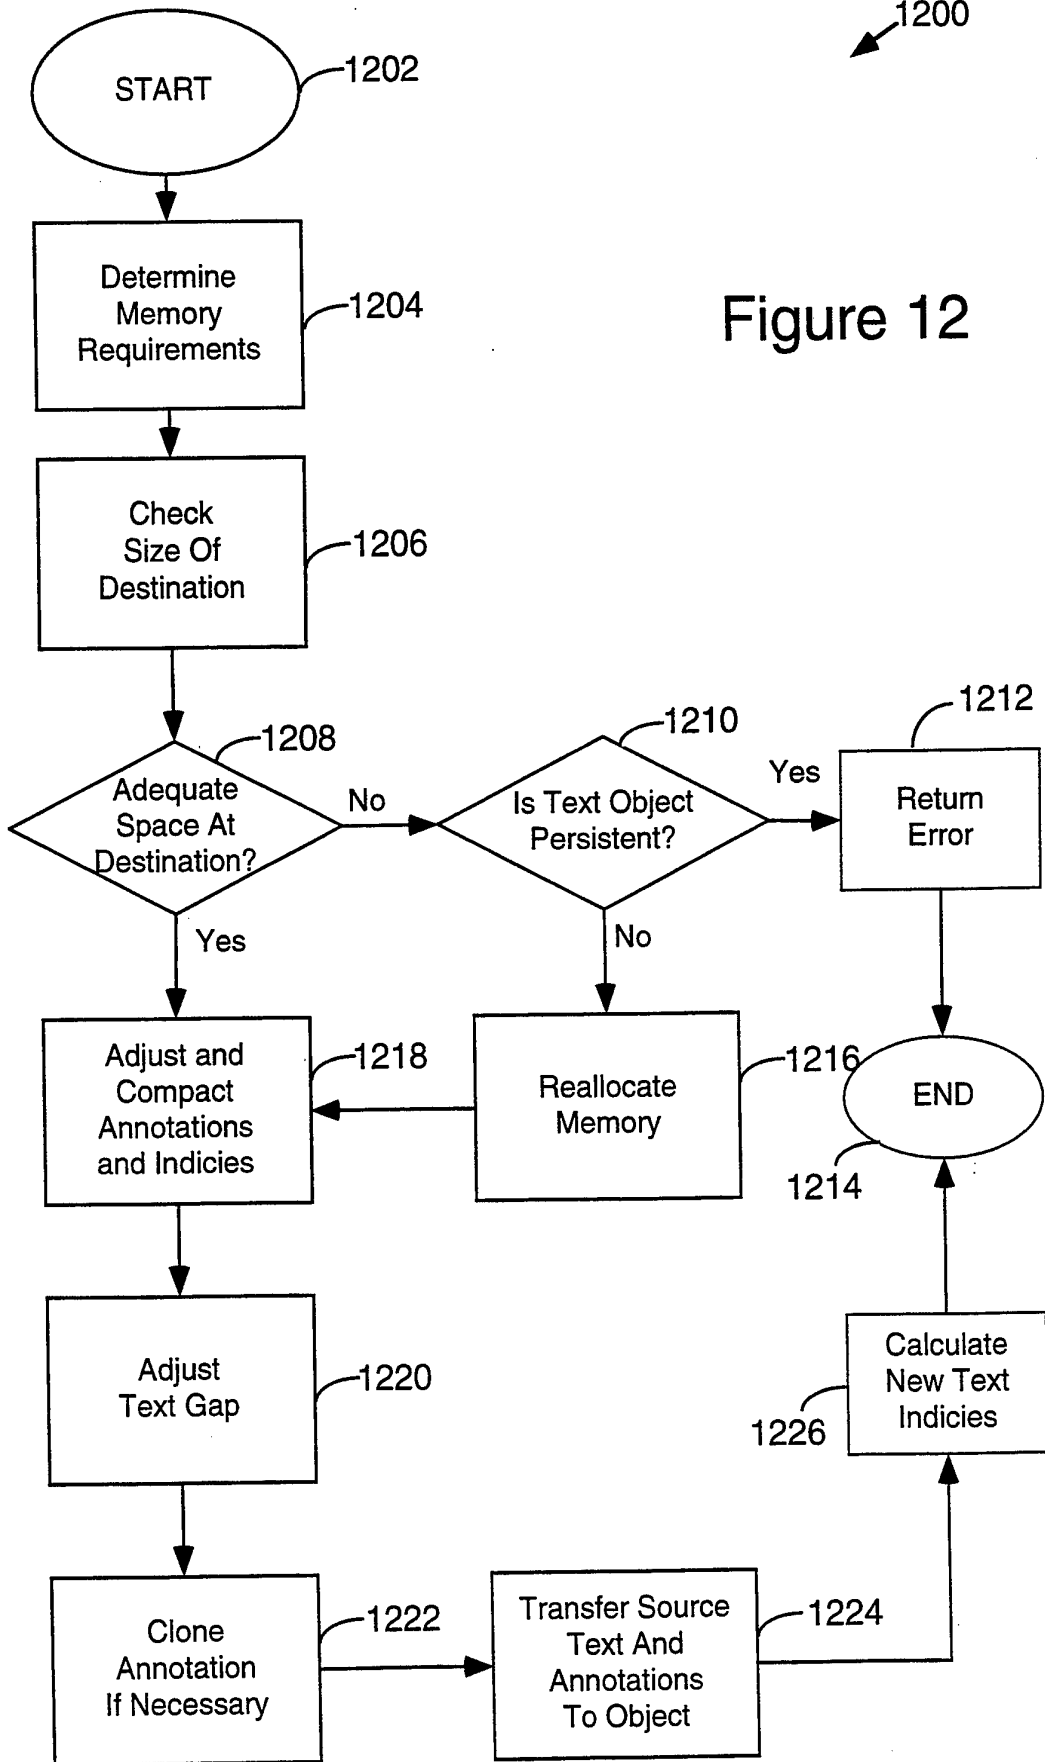 1200
START
1202
Determine
Memory
Requirements
1204
Figure 12
Check
Size Of
Destination
1206
1208
Adequate
Space At
Destination?
No
Yes
1210
Is Text Object
Persistent?
Yes
No
1212
Return
Error
Adjust and
Compact
Annotations
and Indicies
1218
Reallocate
Memory
1216
END
1214
Adjust
Text Gap
1220
Calculate
New Text
Indicies
1226
Clone
Annotation
If Necessary
1222
Transfer Source
Text And
Annotations
To Object
1224